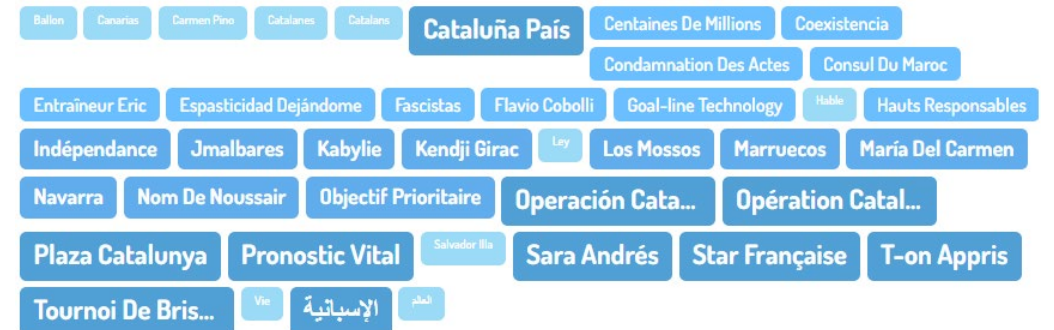 Ballon Canarias Carmen Pino Catalanes Catalans Cataluña País Centaines De Millions Coexistencia
Condamnation Des Actes Consul Du Maroc
Entraîneur Eric Espasticidad Dejándome Fascistas Flavio Cobolli Goal-line Technology Hable Hauts Responsables
Indépendance Jmalbares Kabylie Kendji Girac Ley Los Mossos Marruecos María Del Carmen
Navarra Nom De Noussair Objectif Prioritaire Operación Cata... Opération Catal...
Plaza Catalunya Pronostic Vital Salvador Illa Sara Andrés Star Française T-on Appris
Tournoi De Bris... Vie الإسبانية العالم